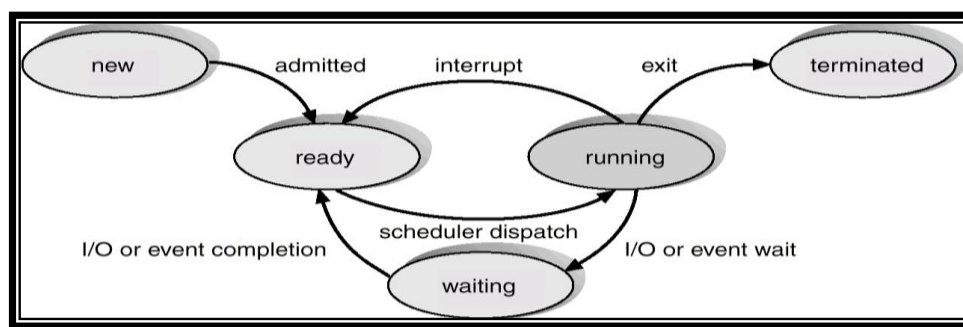 new
admitted
interrupt
exit
terminated
ready
running
scheduler dispatch
I/O or event completion
I/O or event wait
waiting